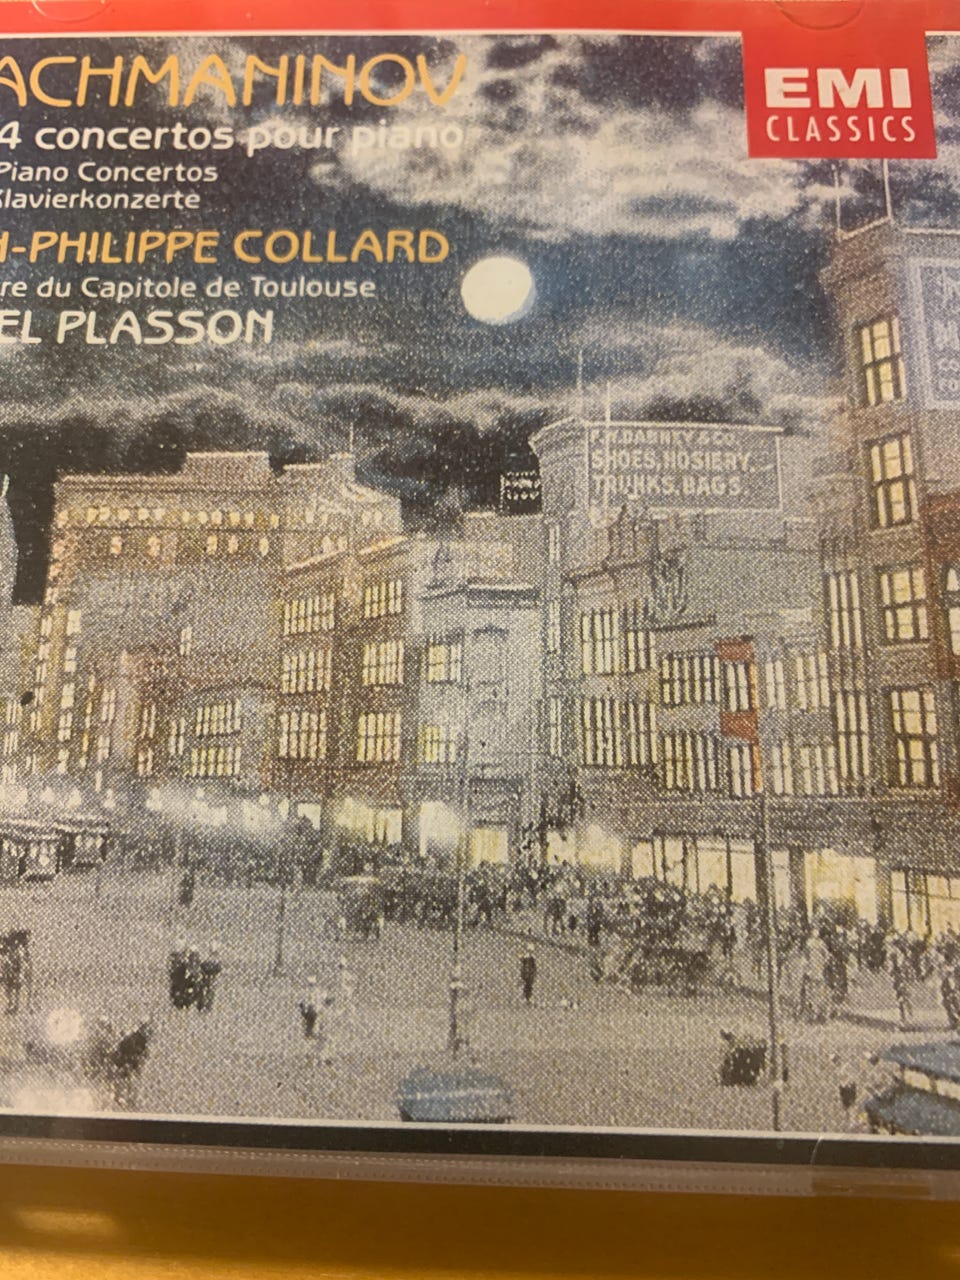 ACHMANINOV
4 concertos pour piano
Piano Concertos
Klavierkonzerte
-PHILIPPE COLLARD
re du Capitole de Toulouse
EL PLASSON
EMI
CLASSICS
SHOES, HOSIERY,
TRUNKS, BAGS.